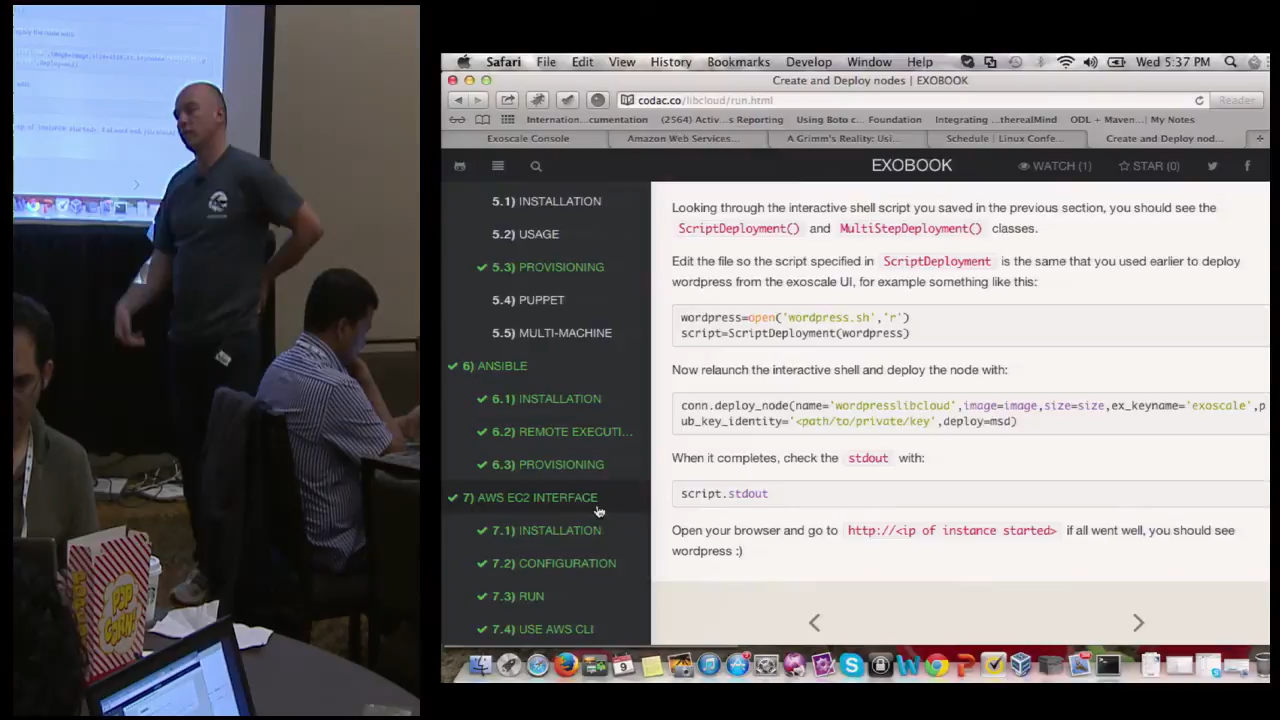 Safari File Edit View History Bookmarks Develop Window Help Wed 5:37 PM
Create and Deploy nodes | EXOBOOK
codac.co/libcloud/run.html
Reader
Internation...cumentation (2564) Activ...s Reporting Using Boto c... Foundation Integrating ...therealMind ODL + Maven...| My Notes
Exoscale Console Amazon Web Services... A Grimm's Reality: Usi... Schedule | Linux Confe... Create and Deploy nod...
EXOBOOK
WATCH (1) STAR (0)
5.1) INSTALLATION
5.2) USAGE
5.3) PROVISIONING
5.4) PUPPET
5.5) MULTI-MACHINE
6) ANSIBLE
6.1) INSTALLATION
6.2) REMOTE EXECUTI...
6.3) PROVISIONING
7) AWS EC2 INTERFACE
7.1) INSTALLATION
7.2) CONFIGURATION
7.3) RUN
7.4) USE AWS CLI
Looking through the interactive shell script you saved in the previous section, you should see the
ScriptDeployment() and MultiStepDeployment() classes.
Edit the file so the script specified in ScriptDeployment is the same that you used earlier to deploy
wordpress from the exoscale UI, for example something like this:
wordpress=open('wordpress.sh','r')
script=ScriptDeployment(wordpress)
Now relaunch the interactive shell and deploy the node with:
conn.deploy_node(name='wordpresslibcloud',image=image,size=size,ex_keyname='exoscale',p
ub_key_identity='<path/to/private/key',deploy=msd)
When it completes, check the stdout with:
script.stdout
Open your browser and go to http://<ip of instance started> if all went well, you should see
wordpress :)
POP
CORN!